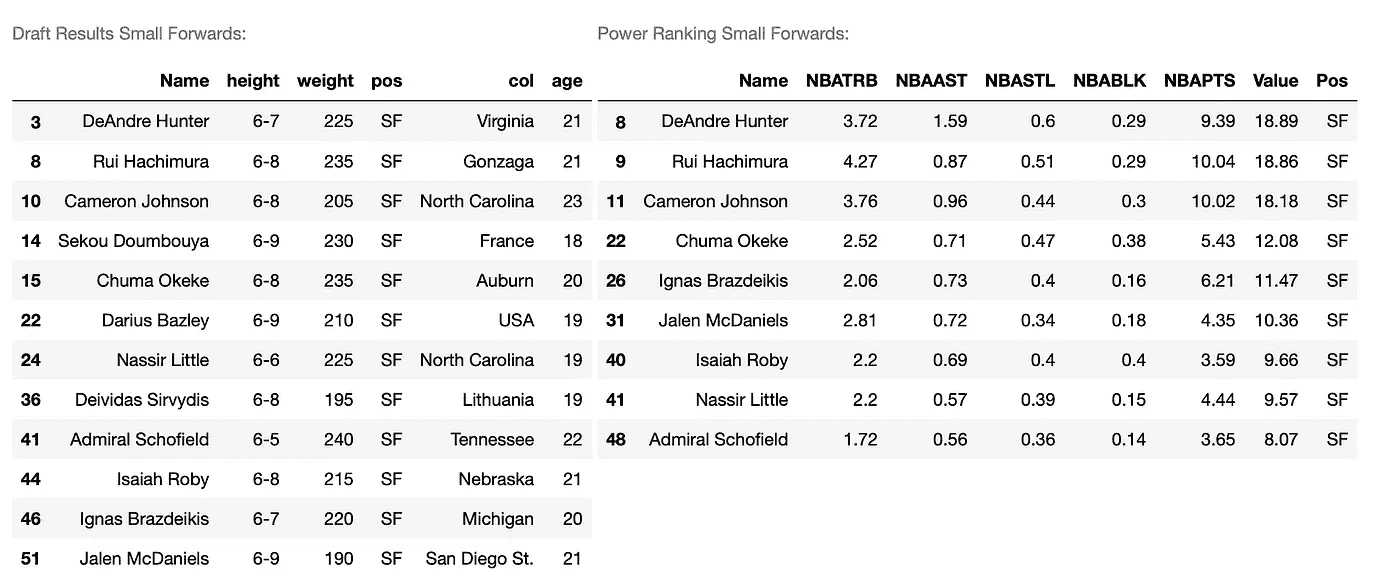 Draft Results Small Forwards:
Name height weight pos col age
3 DeAndre Hunter 6-7 225 SF Virginia 21
8 Rui Hachimura 6-8 235 SF Gonzaga 21
10 Cameron Johnson 6-8 205 SF North Carolina 23
14 Sekou Doumbouya 6-9 230 SF France 18
15 Chuma Okeke 6-8 235 SF Auburn 20
22 Darius Bazley 6-9 210 SF USA 19
24 Nassir Little 6-6 225 SF North Carolina 19
36 Deividas Sirvydis 6-8 195 SF Lithuania 19
41 Admiral Schofield 6-5 240 SF Tennessee 22
44 Isaiah Roby 6-8 215 SF Nebraska 21
46 Ignas Brazdeikis 6-7 220 SF Michigan 20
51 Jalen McDaniels 6-9 190 SF San Diego St. 21
Power Ranking Small Forwards:
Name NBATRB NBAAST NBASTL NBABLK NBAPTS Value Pos
8 DeAndre Hunter 3.72 1.59 0.6 0.29 9.39 18.89 SF
9 Rui Hachimura 4.27 0.87 0.51 0.29 10.04 18.86 SF
11 Cameron Johnson 3.76 0.96 0.44 0.3 10.02 18.18 SF
22 Chuma Okeke 2.52 0.71 0.47 0.38 5.43 12.08 SF
26 Ignas Brazdeikis 2.06 0.73 0.4 0.16 6.21 11.47 SF
31 Jalen McDaniels 2.81 0.72 0.34 0.18 4.35 10.36 SF
40 Isaiah Roby 2.2 0.69 0.4 0.4 3.59 9.66 SF
41 Nassir Little 2.2 0.57 0.39 0.15 4.44 9.57 SF
48 Admiral Schofield 1.72 0.56 0.36 0.14 3.65 8.07 SF